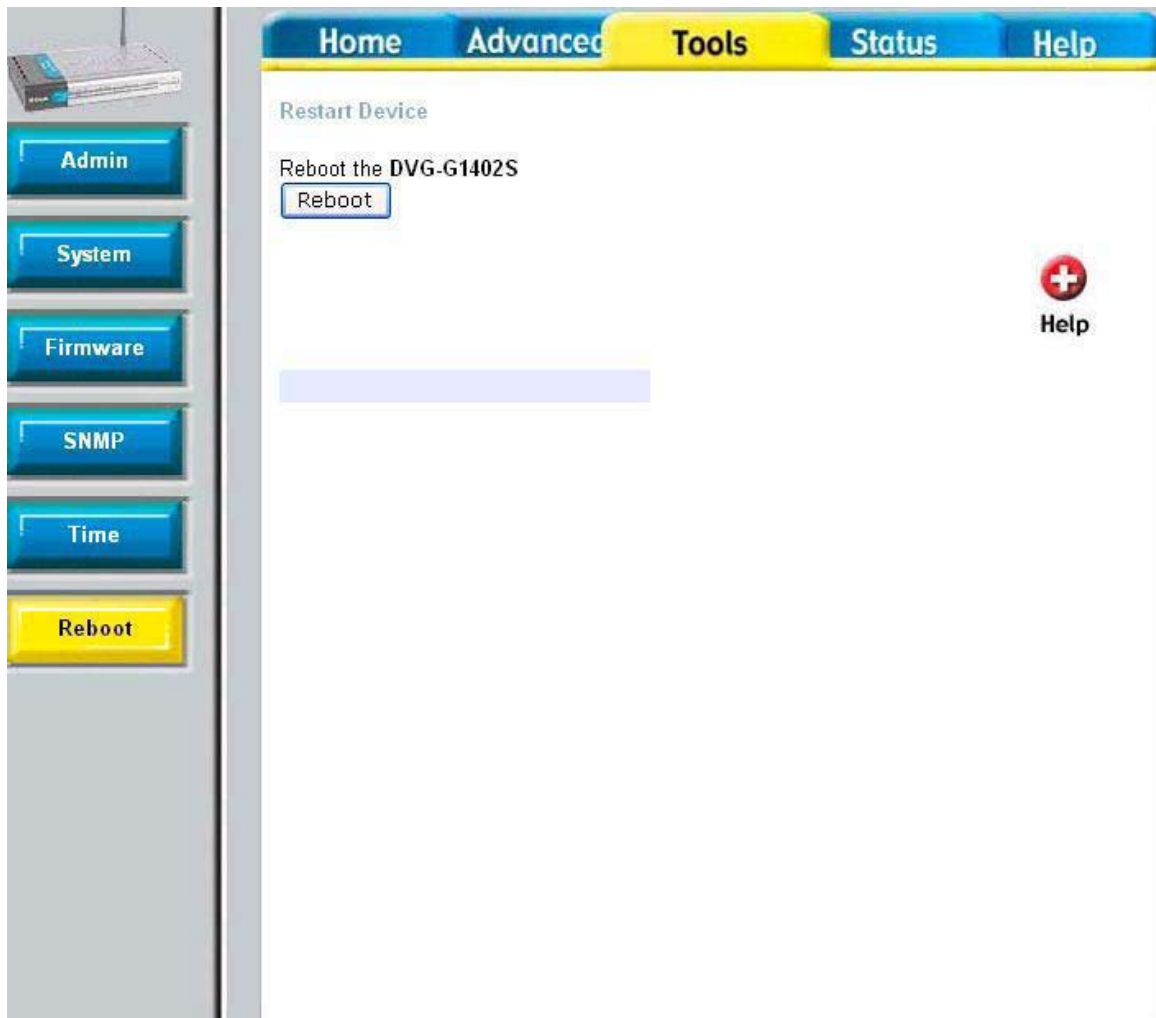 Home Advanced Tools Status Help
Admin
System
Firmware
SNMP
Time
Reboot
Restart Device
Reboot the DVG-G1402S
Reboot
Help